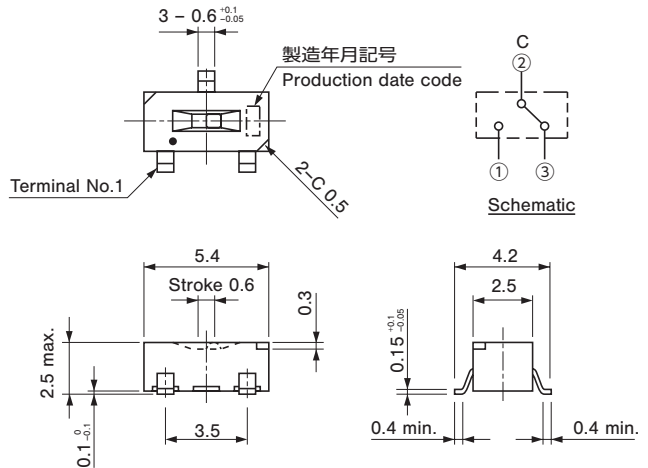 3 – 0.6 +0.1 -0.05
製造年月記号
Production date code
C
②
①
③
Terminal No.1
2–C 0.5
Schematic
5.4
Stroke 0.6
0.3
2.5 max.
0.1 0 -0.1
3.5
4.2
2.5
0.15 +0.1 -0.05
0.4 min.
0.4 min.